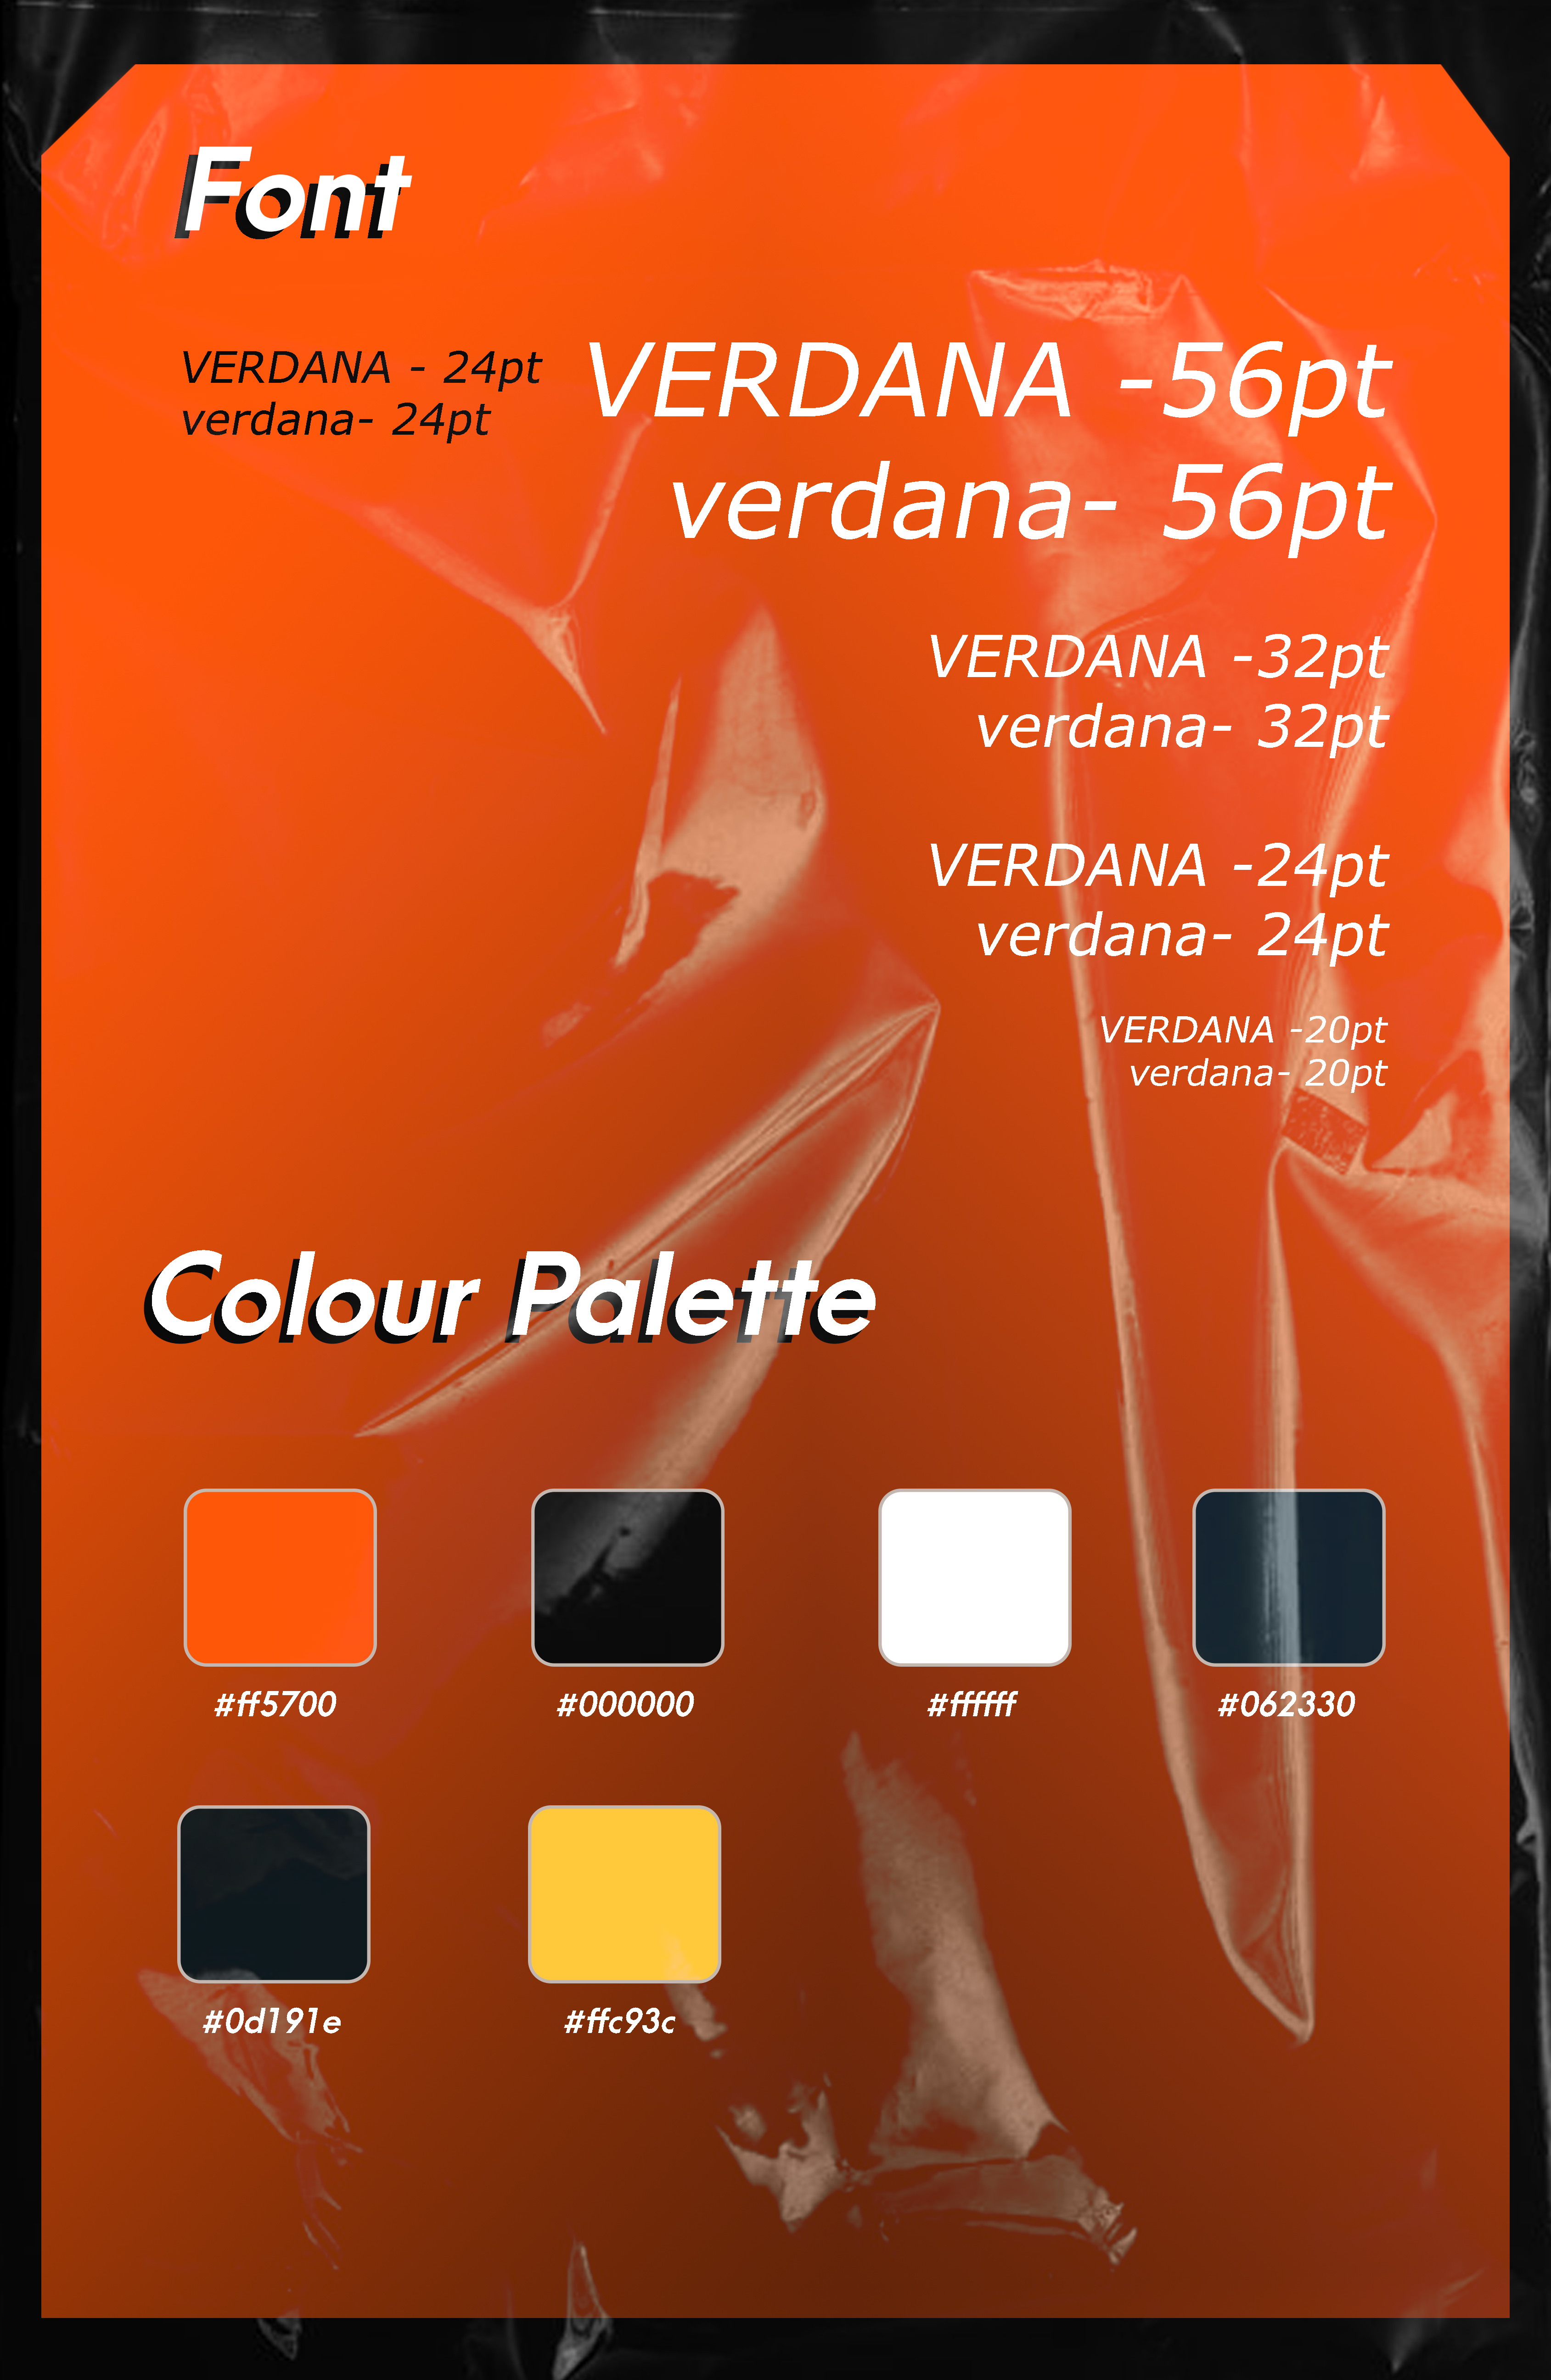 Font
VERDANA - 24pt
verdana- 24pt
VERDANA -56pt
verdana- 56pt
VERDANA -32pt
verdana- 32pt
VERDANA -24pt
verdana- 24pt
VERDANA -20pt
verdana- 20pt
Colour Palette
#ff5700
#000000
#ffffff
#062330
#0d191e
#ffc93c